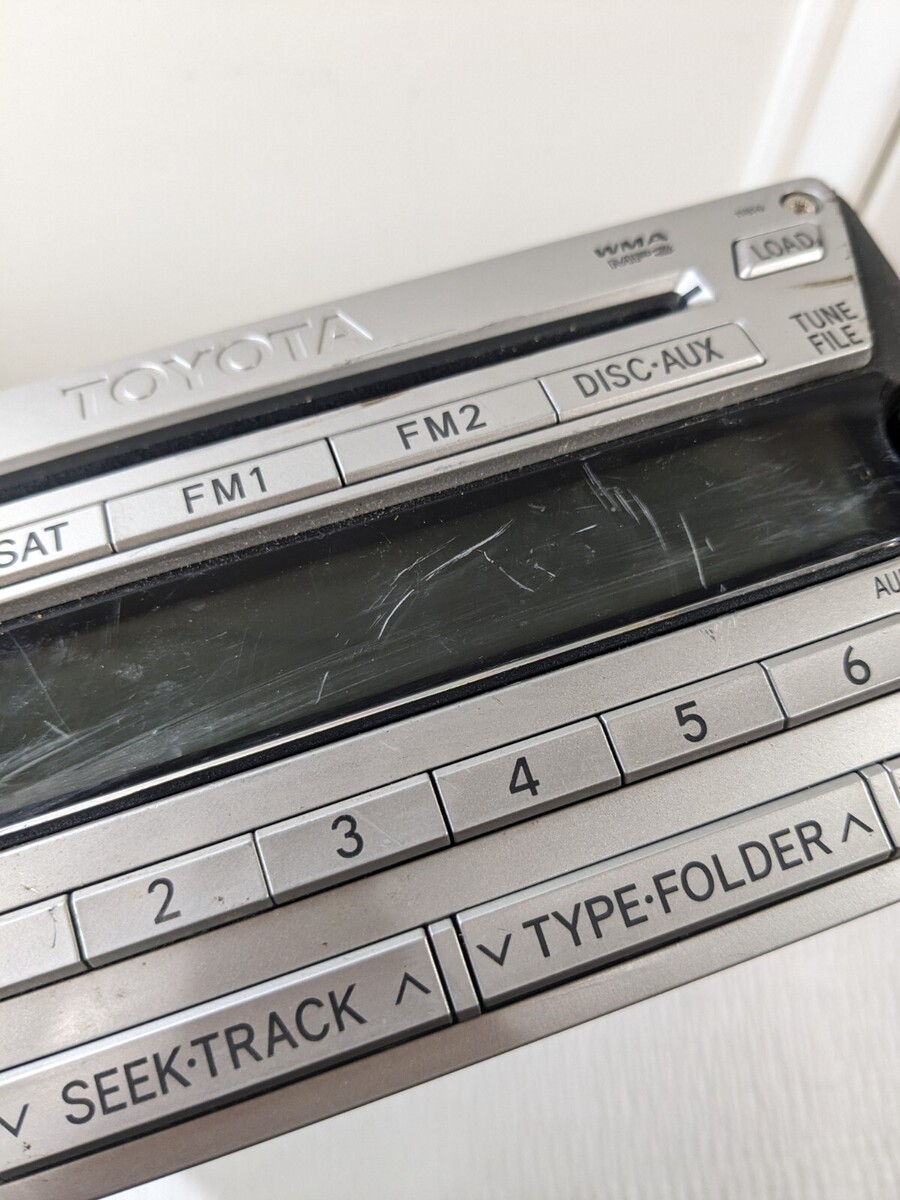 WMA
MP3
LOAD
TOYOTA
TUNE
FILE
SAT
FM1
FM2
DISC·AUX
2
3
4
5
6
∨ SEEK·TRACK ∧
∨ TYPE·FOLDER ∧